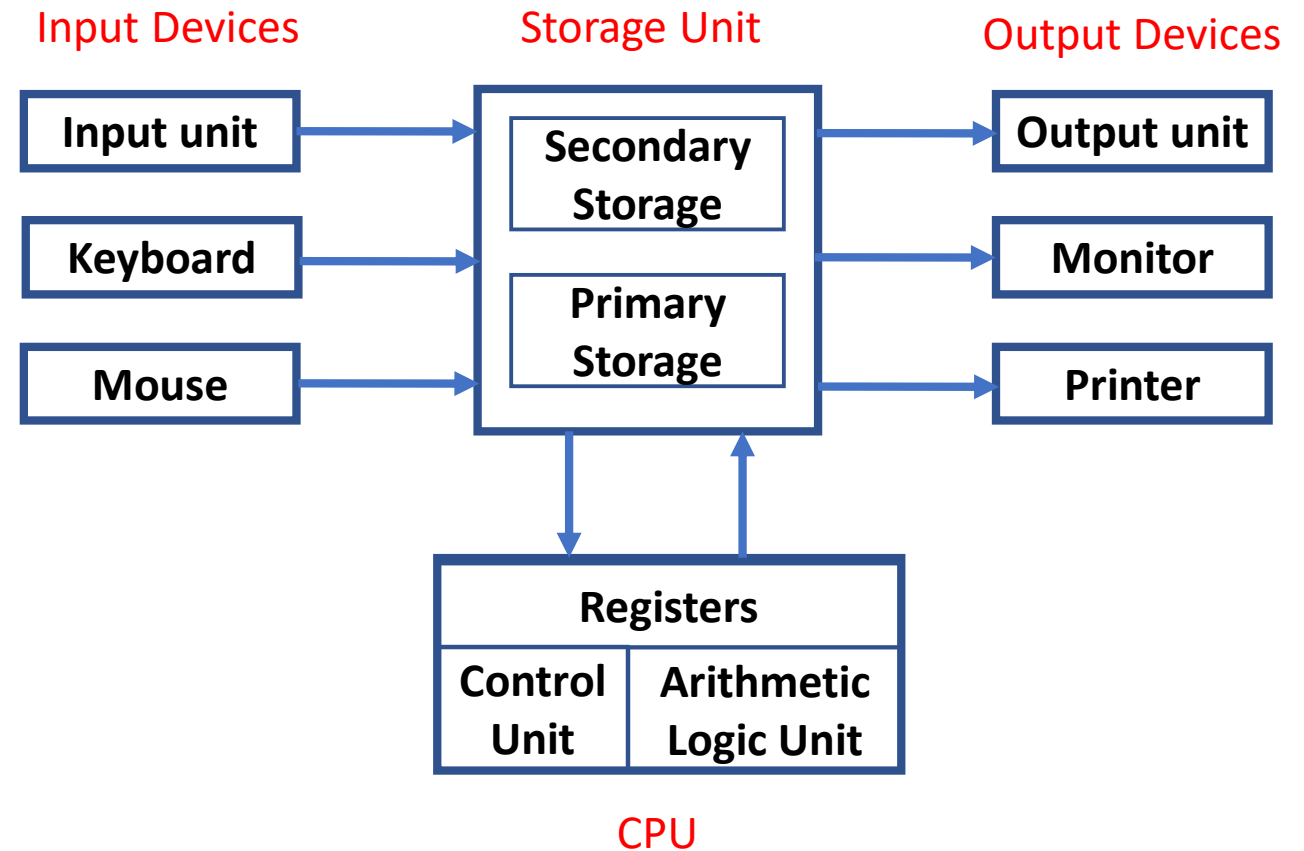 Input Devices
Storage Unit
Output Devices
Input unit
Keyboard
Mouse
Secondary
Storage
Primary
Storage
Output unit
Monitor
Printer
Registers
Control
Unit
Arithmetic
Logic Unit
CPU